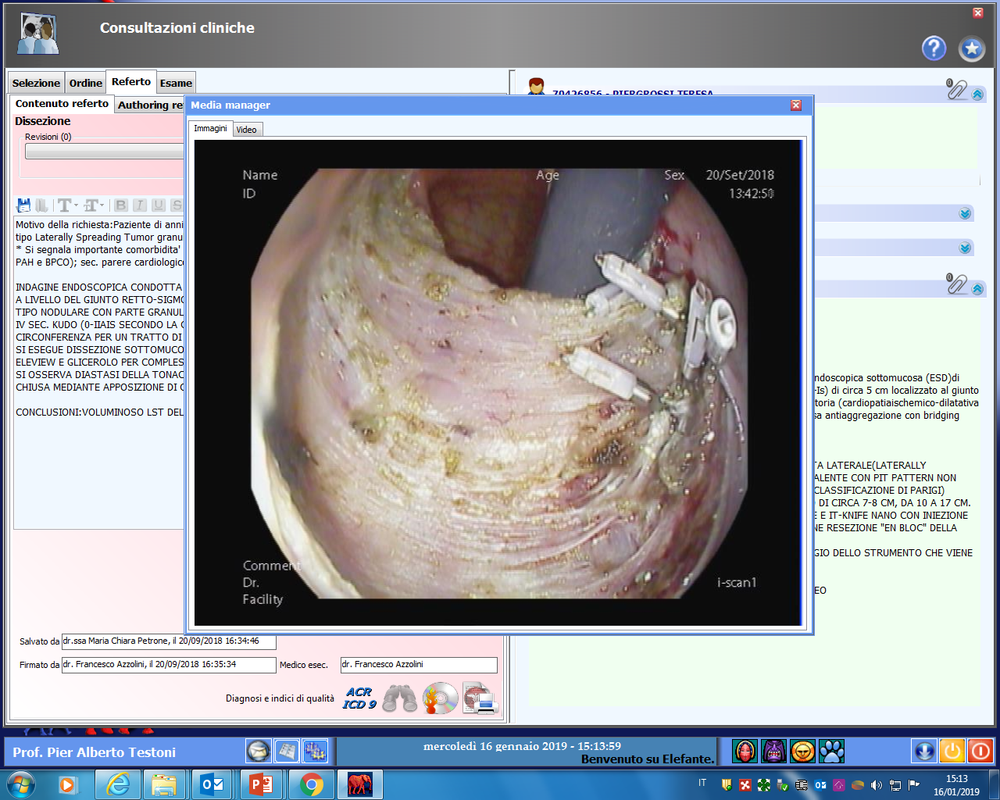 Consultazioni cliniche
Selezione
Ordine
Referto
Esame
Contenuto referto
Authoring re
Dissezione
Revisioni (0)
Motivo della richiesta:Paziente di anni
tipo Laterally Spreading Tumor granu
* Si segnala importante comorbidita'
PAH e BPCO); sec. parere cardiologic
INDAGINE ENDOSCOPICA CONDOTTA
A LIVELLO DEL GIUNTO RETTO-SIGMO
TIPO NODULARE CON PARTE GRANUL
IV SEC. KUDO (0-IIAIS SECONDO LA C
CIRCONFERENZA PER UN TRATTO DI
SI ESEGUE DISSEZIONE SOTTOMUCO
ELEVIEW E GLICEROLO PER COMPLES
SI OSSERVA DIASTASI DELLA TONAC
CHIUSA MEDIANTE APPOSIZIONE DI C
CONCLUSIONI:VOLUMINOSO LST DEL
Salvato da dr.ssa Maria Chiara Petrone, il 20/09/2018 16:34:46
Firmato da dr. Francesco Azzolini, il 20/09/2018 16:35:34 Medico esec. dr. Francesco Azzolini
Diagnosi e indici di qualità ACR
ICD 9
Media manager
Immagini
Video
Name Age Sex 20/Set/2018
ID 13:42:5
Comment
Dr.
Facility
i-scan1
70426856 - PIERGROSSI TERESA
0
0
ndoscopica sottomucosa (ESD)di
-Is) di circa 5 cm localizzato al giunto
toria (cardiopatiaischemico-dilatativa
sa antiaggregazione con bridging
TA LATERALE(LATERALLY
ALENTE CON PIT PATTERN NON
CLASSIFICAZIONE DI PARIGI)
DI CIRCA 7-8 CM, DA 10 A 17 CM.
E E IT-KNIFE NANO CON INIEZIONE
NE RESEZIONE "EN BLOC" DELLA
GIO DELLO STRUMENTO CHE VIENE
EO
Prof. Pier Alberto Testoni
mercoledì 16 gennaio 2019 - 15:13:59
Benvenuto su Elefante.
IT
15:13
16/01/2019